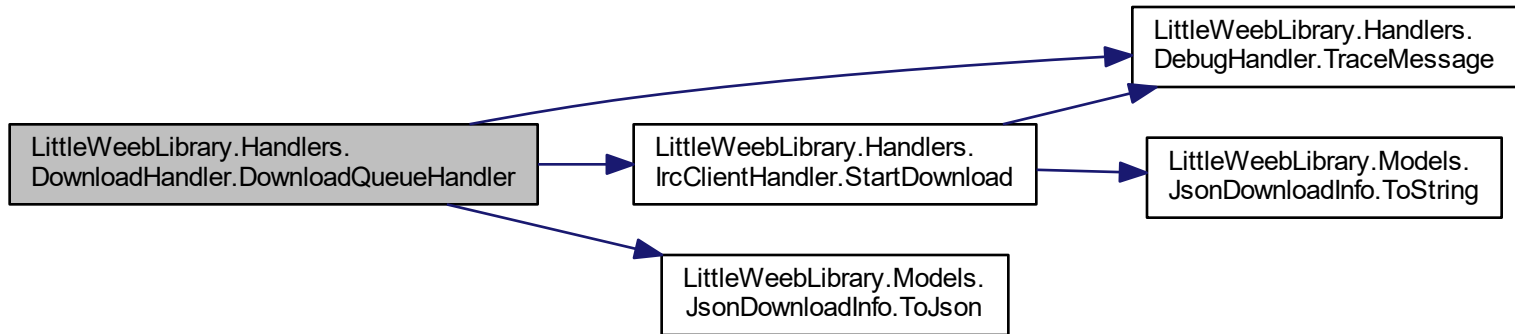 LittleWeebLibrary.Handlers.
DownloadHandler.DownloadQueueHandler
LittleWeebLibrary.Handlers.
DebugHandler.TraceMessage
LittleWeebLibrary.Handlers.
IrcClientHandler.StartDownload
LittleWeebLibrary.Models.
JsonDownloadInfo.ToString
LittleWeebLibrary.Models.
JsonDownloadInfo.ToJson